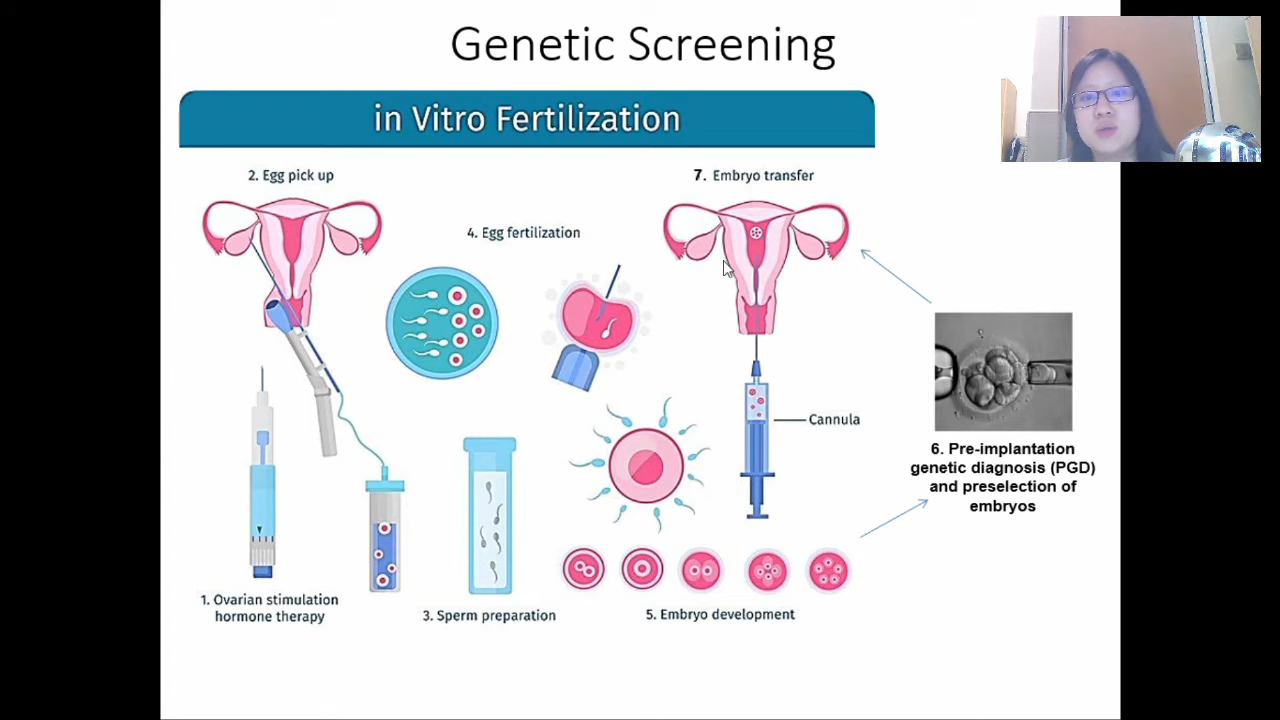 Genetic Screening
in Vitro Fertilization
2. Egg pick up
7. Embryo transfer
4. Egg fertilization
Cannula
6. Pre-implantation
genetic diagnosis (PGD)
and preselection of
embryos
1. Ovarian stimulation
hormone therapy
3. Sperm preparation
5. Embryo development